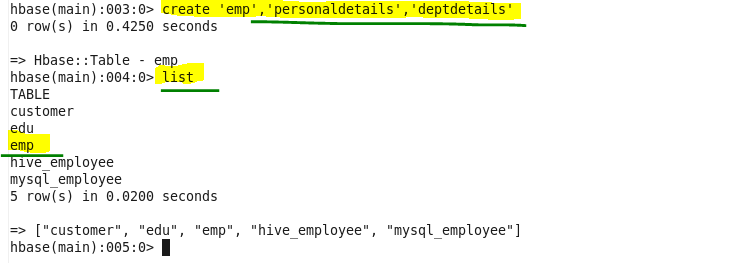 hbase(main):003:0> create 'emp','personaldetails','deptdetails'
0 row(s) in 0.4250 seconds
=> Hbase::Table - emp
hbase(main):004:0> list
TABLE
customer
edu
emp
hive_employee
mysql_employee
5 row(s) in 0.0200 seconds
=> ["customer", "edu", "emp", "hive_employee", "mysql_employee"]
hbase(main):005:0>